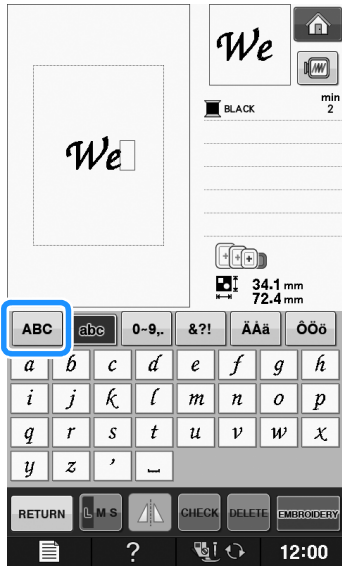 We
We
BLACK
min
2
34.1 mm
72.4 mm
ABC abc 0~9,. &?! ÄÅä ÔÖö
a b c d e f g h
i j k l m n o p
q r s t u v w x
y z ’ ⎵
RETURN L M S CHECK DELETE EMBROIDERY
? 12:00